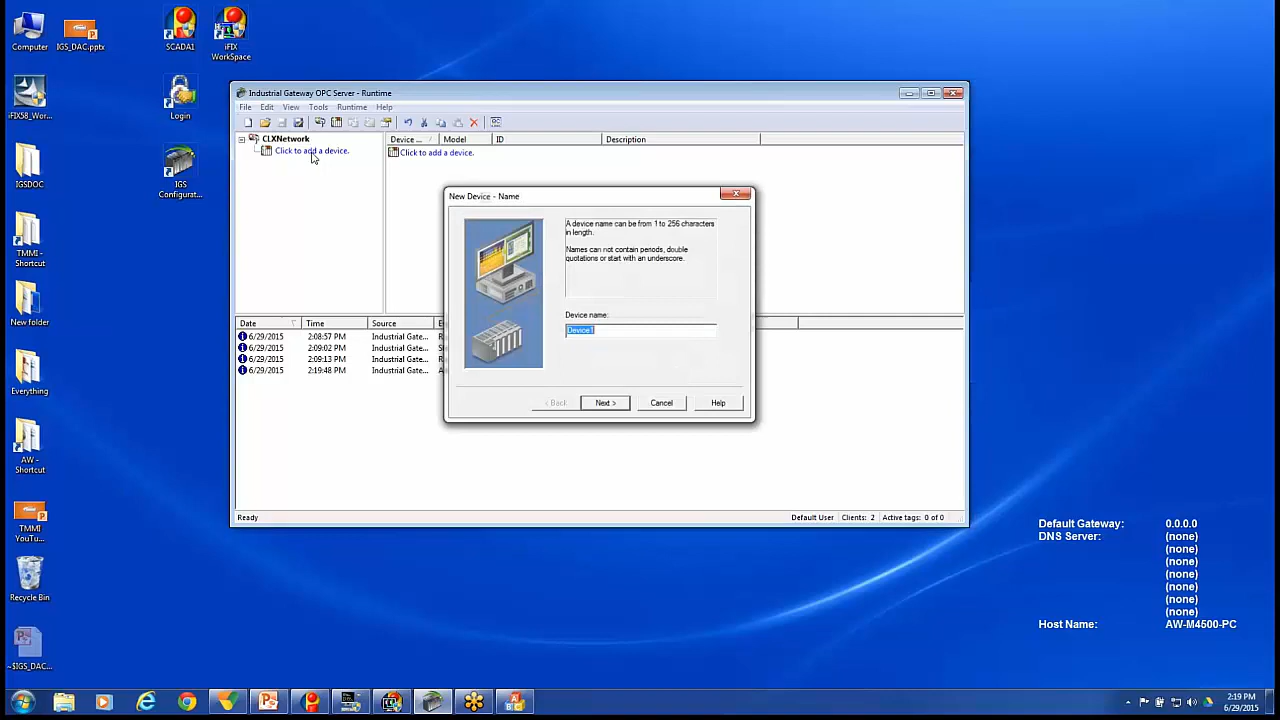 Computer
IGS_DAC.pptx
SCADA1
iFIX
WorkSpace
iFIX58_Wor...
Login
IGSDOC
IGS
Configurat...
TMMI -
Shortcut
New folder
Everything
AW -
Shortcut
TMMI
YouTu...
Recycle Bin
~$IGS_DAC...
Industrial Gateway OPC Server - Runtime
File Edit View Tools Runtime Help
CLXNetwork
Click to add a device.
Device ... / Model ID Description
Click to add a device.
New Device - Name
A device name can be from 1 to 256 characters
in length.
Names can not contain periods, double
quotations or start with an underscore.
Device name:
Device1
< Back Next > Cancel Help
Date Time Source
6/29/2015 2:08:57 PM Industrial Gate...
6/29/2015 2:09:02 PM Industrial Gate...
6/29/2015 2:09:13 PM Industrial Gate...
6/29/2015 2:19:48 PM Industrial Gate...
Ready Default User Clients: 2 Active tags: 0 of 0
Default Gateway: 0.0.0.0
DNS Server: (none)
(none)
(none)
(none)
(none)
(none)
(none)
Host Name: AW-M4500-PC
2:19 PM
6/29/2015